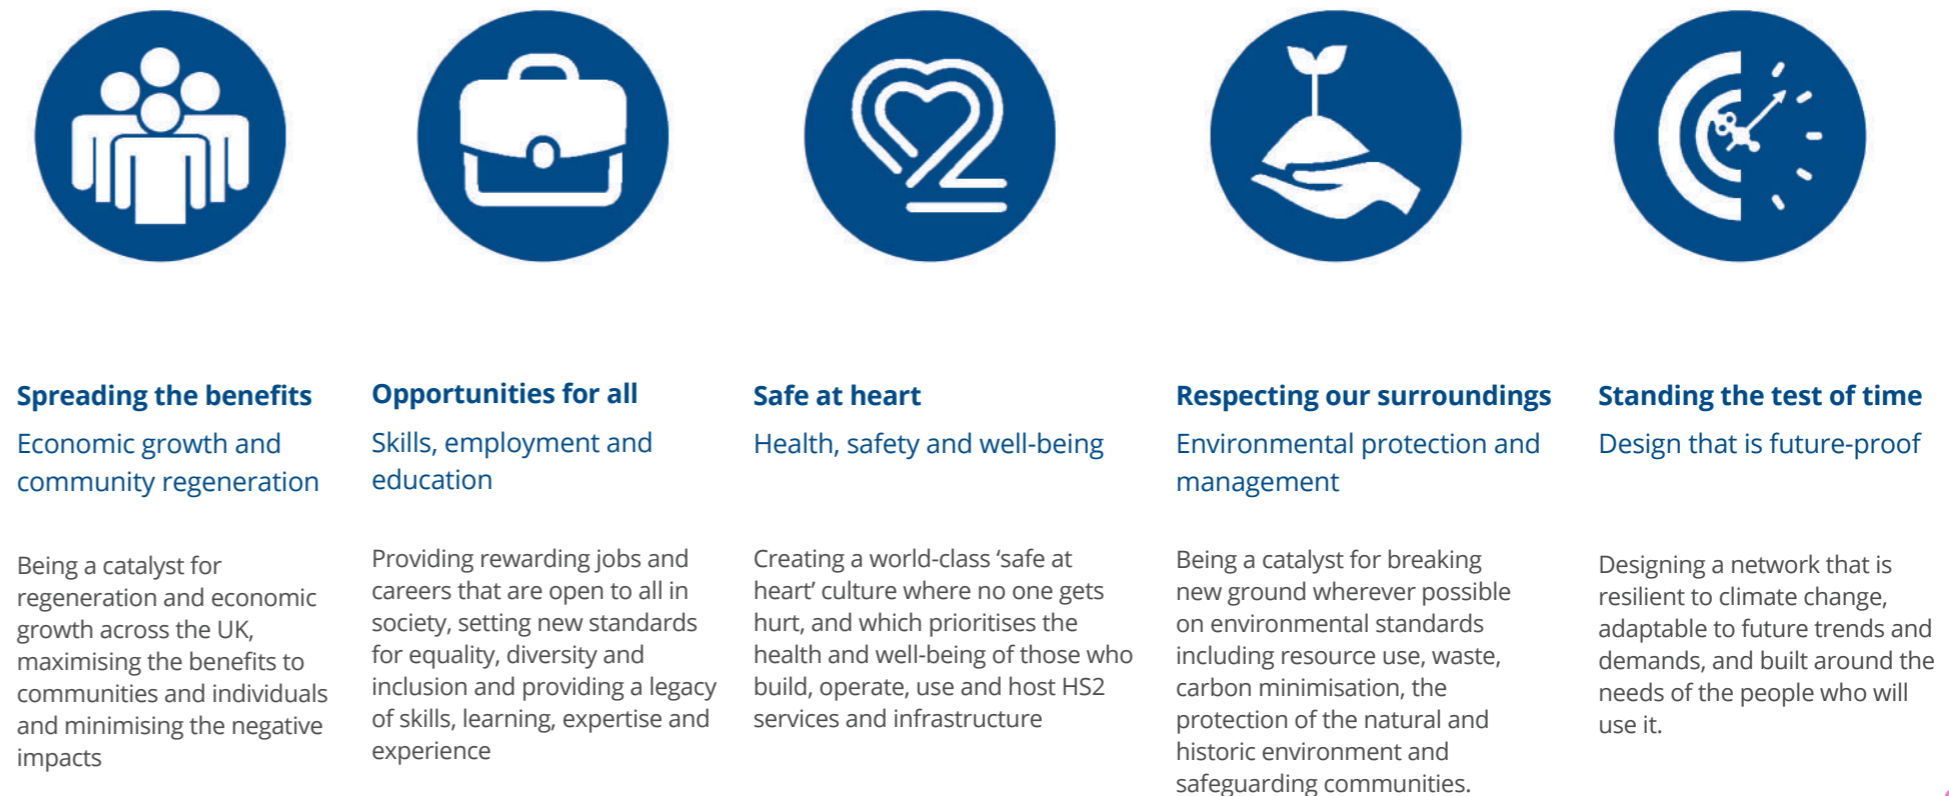 Spreading the benefits
Economic growth and
community regeneration
Being a catalyst for
regeneration and economic
growth across the UK,
maximising the benefits to
communities and individuals
and minimising the negative
impacts
Opportunities for all
Skills, employment and
education
Providing rewarding jobs and
careers that are open to all in
society, setting new standards
for equality, diversity and
inclusion and providing a legacy
of skills, learning, expertise and
experience
Safe at heart
Health, safety and well-being
Creating a world-class ‘safe at
heart’ culture where no one gets
hurt, and which prioritises the
health and well-being of those who
build, operate, use and host HS2
services and infrastructure
Respecting our surroundings
Environmental protection and
management
Being a catalyst for breaking
new ground wherever possible
on environmental standards
including resource use, waste,
carbon minimisation, the
protection of the natural and
historic environment and
safeguarding communities.
Standing the test of time
Design that is future-proof
Designing a network that is
resilient to climate change,
adaptable to future trends and
demands, and built around the
needs of the people who will
use it.